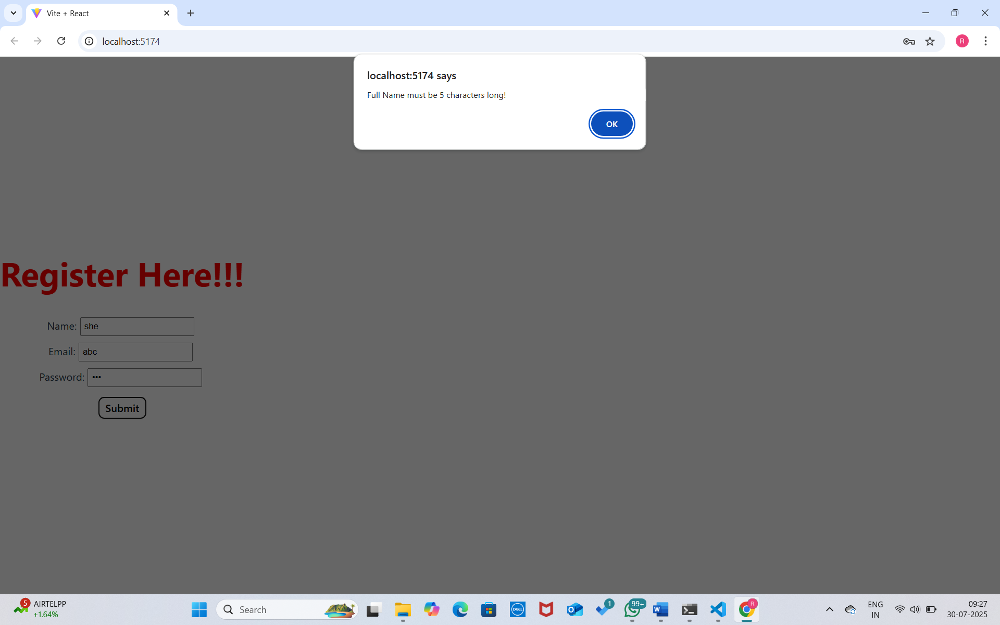 Vite + React
localhost:5174
R
localhost:5174 says
Full Name must be 5 characters long!
OK
Register Here!!!
Name: she
Email: abc
Password: •••
Submit
5
AIRTELPP
+1.64%
Search
DELL
1
99+
R
ENG
IN
09:27
30-07-2025